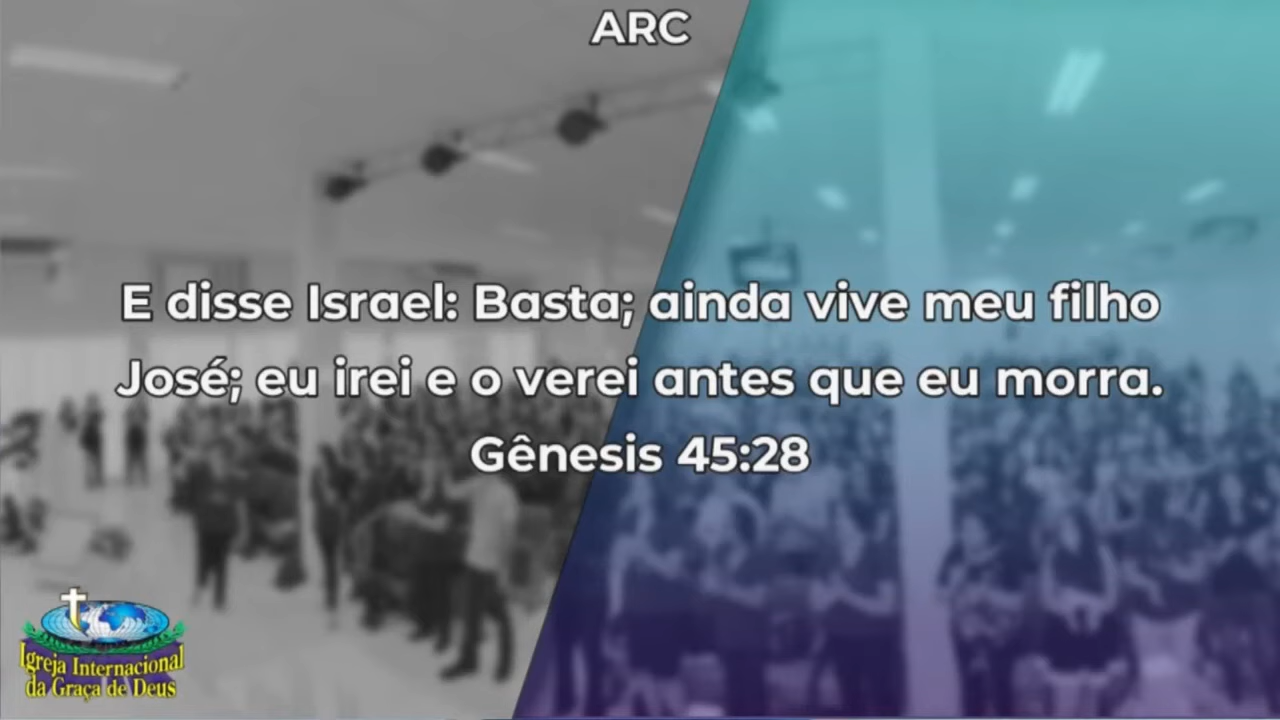 ARC
E disse Israel: Basta; ainda vive meu filho
José; eu irei e o verei antes que eu morra.
Gênesis 45:28
Igreja Internacional
da Graça de Deus